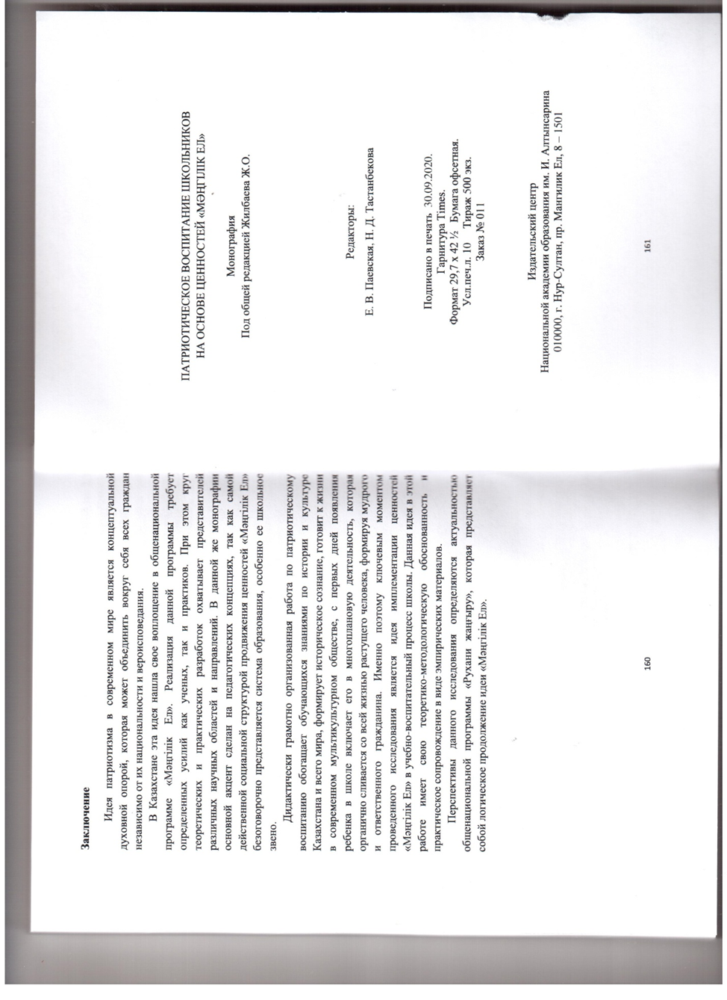 Заключение
Идея патриотизма в современном мире является концептуальной
духовной опорой, которая может объединить вокруг себя всех граждан
независимо от их национальности и вероисповедания.
В Казахстане эта идея нашла свое воплощение в общенациональной
программе «Мәңгілік Ел». Реализация данной программы требует
определенных усилий как ученых, так и практиков. При этом круг
теоретических и практических разработок охватывает представителей
различных научных областей и направлений. В данной же монографии
основной акцент сделан на педагогических концепциях, так как самой
действенной социальной структурой продвижения ценностей «Мәңгілік Ел»
безоговорочно представляется система образования, особенно ее школьное
звено.
Дидактически грамотно организованная работа по патриотическому
воспитанию обогащает обучающихся знаниями по истории и культуре
Казахстана и всего мира, формирует историческое сознание, готовит к жизни
в современном мультикультурном обществе, с первых дней появления
ребенка в школе включает его в многоплановую деятельность, которая
органично сливается со всей жизнью растущего человека, формируя мудрого
и ответственного гражданина. Именно поэтому ключевым моментом
проведенного исследования является идея имплементации ценностей
«Мәңгілік Ел» в учебно-воспитательный процесс школы. Данная идея в этой
работе имеет свою теоретико-методологическую обоснованность и
практическое сопровождение в виде эмпирических материалов.
Перспективы данного исследования определяются актуальностью
общенациональной программы «Рухани жаңғыру», которая представляет
собой логическое продолжение идеи «Мәңгілік Ел».
160
ПАТРИОТИЧЕСКОЕ ВОСПИТАНИЕ ШКОЛЬНИКОВ
НА ОСНОВЕ ЦЕННОСТЕЙ «МӘҢГІЛІК ЕЛ»
Монография
Под общей редакцией Жилбаева Ж.О.
Редакторы:
Е. В. Паевская, Н. Д. Тастанбекова
Подписано в печать 30.09.2020.
Гарнитура Times.
Формат 29,7 х 42 ½ Бумага офсетная.
Усл.печ.л. 10 Тираж 500 экз.
Заказ № 011
Издательский центр
Национальной академии образования им. И. Алтынсарина
010000, г. Нур-Султан, пр. Мангилик Ел, 8 – 1501
161